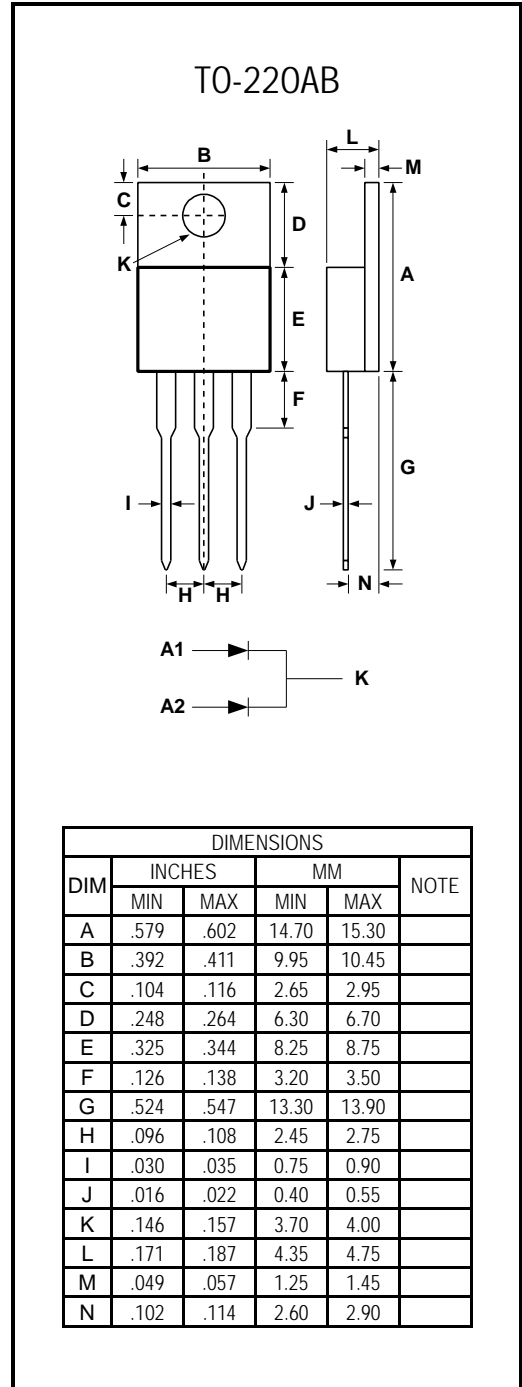 TO-220AB
B
L
M
C
D
K
A
E
F
G
I
J
H H
N
A1
K
A2
DIMENSIONS
DIM INCHES MM NOTE
MIN MAX MIN MAX
A .579 .602 14.70 15.30
B .392 .411 9.95 10.45
C .104 .116 2.65 2.95
D .248 .264 6.30 6.70
E .325 .344 8.25 8.75
F .126 .138 3.20 3.50
G .524 .547 13.30 13.90
H .096 .108 2.45 2.75
I .030 .035 0.75 0.90
J .016 .022 0.40 0.55
K .146 .157 3.70 4.00
L .171 .187 4.35 4.75
M .049 .057 1.25 1.45
N .102 .114 2.60 2.90